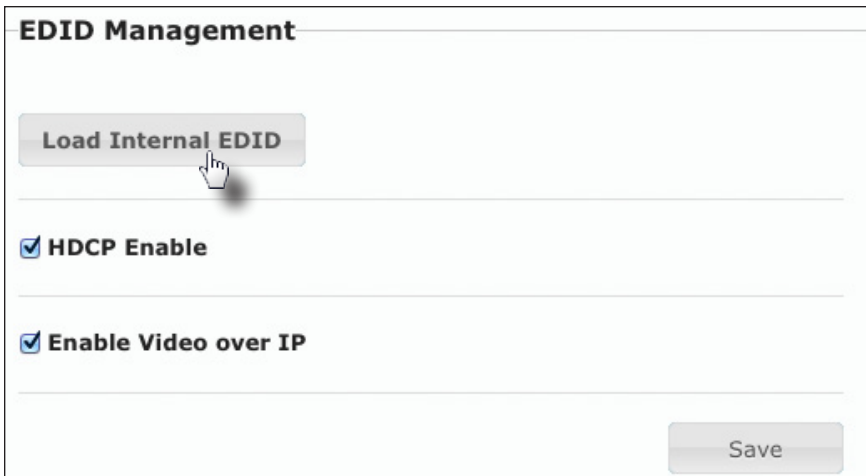 EDID Management
Load Internal EDID
HDCP Enable
Enable Video over IP
Save